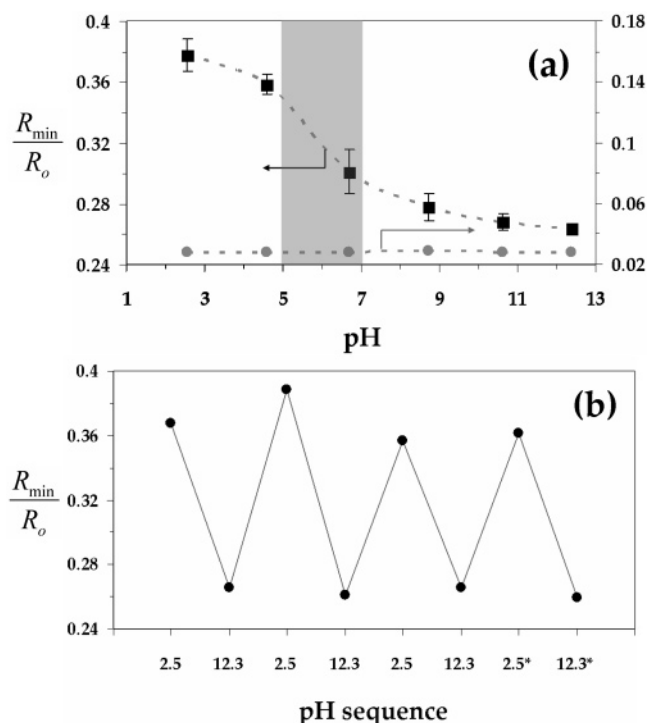 0.4
0.36
0.32
0.28
0.24
R_min
R_o
(a)
0.18
0.14
0.1
0.06
0.02
1 3 5 7 9 11 13
pH
0.4
0.36
0.32
0.28
0.24
R_min
R_o
(b)
2.5 12.3 2.5 12.3 2.5 12.3 2.5* 12.3*
pH sequence